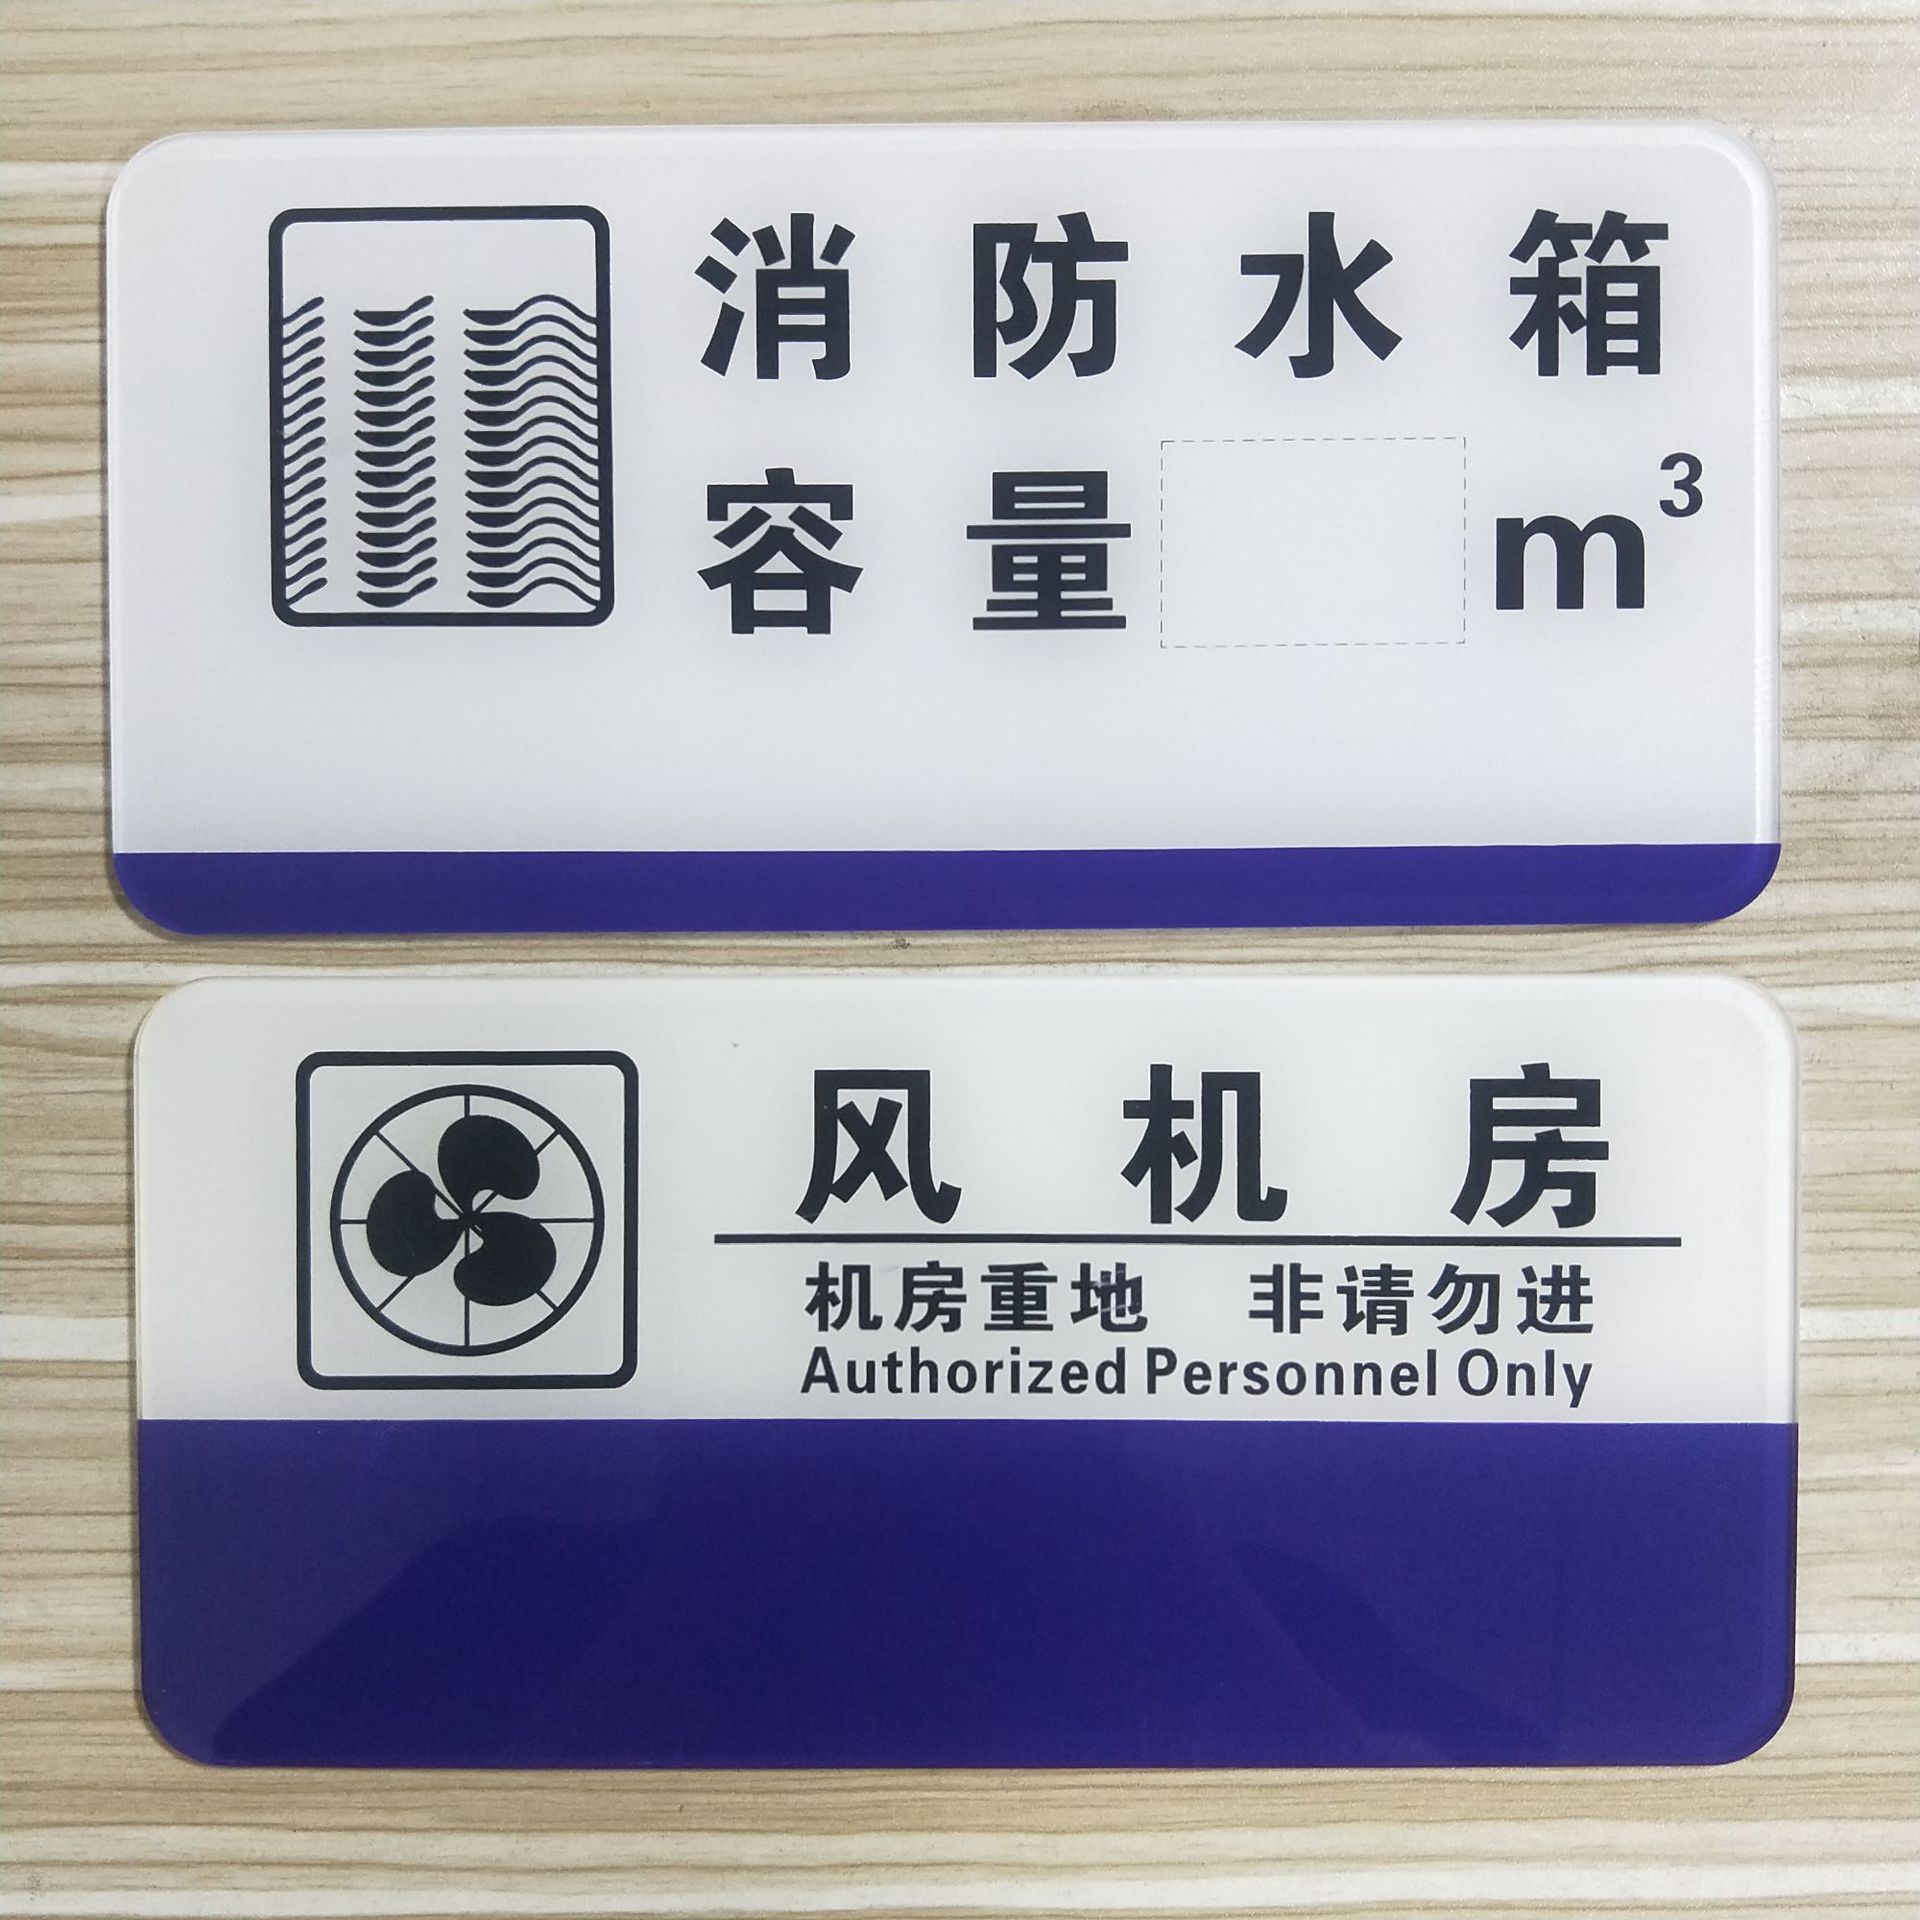 消防水箱
容量 m³
风机房
机房重地 非请勿进
Authorized Personnel Only